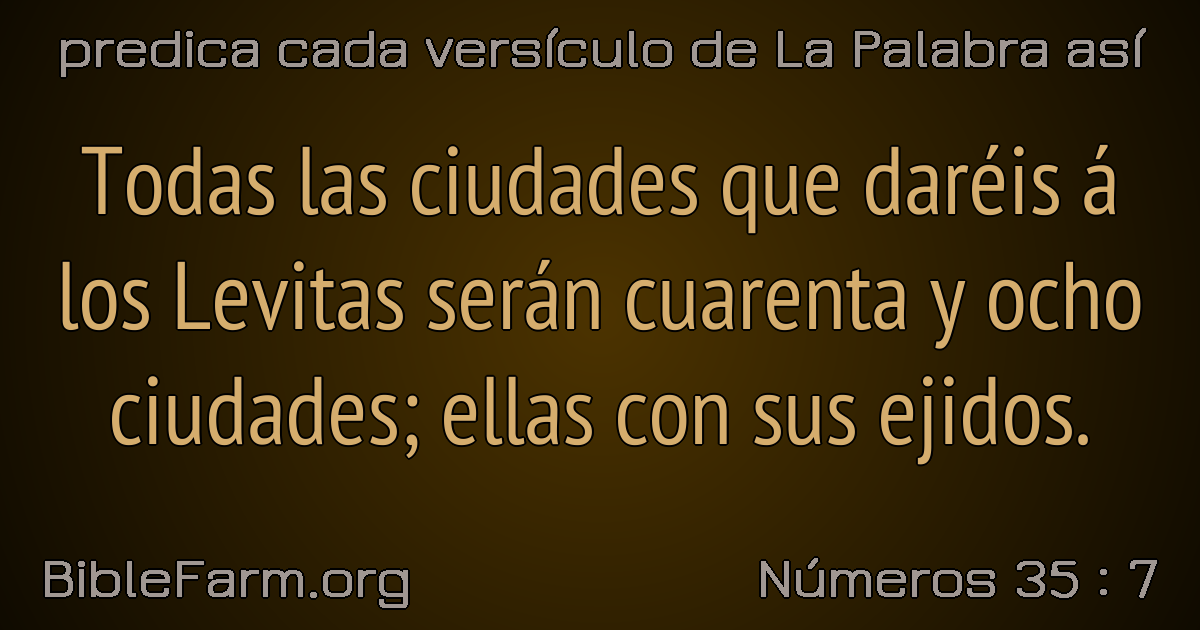 predica cada versículo de La Palabra así
Todas las ciudades que daréis á
los Levitas serán cuarenta y ocho
ciudades; ellas con sus ejidos.
BibleFarm.org
Números 35 : 7